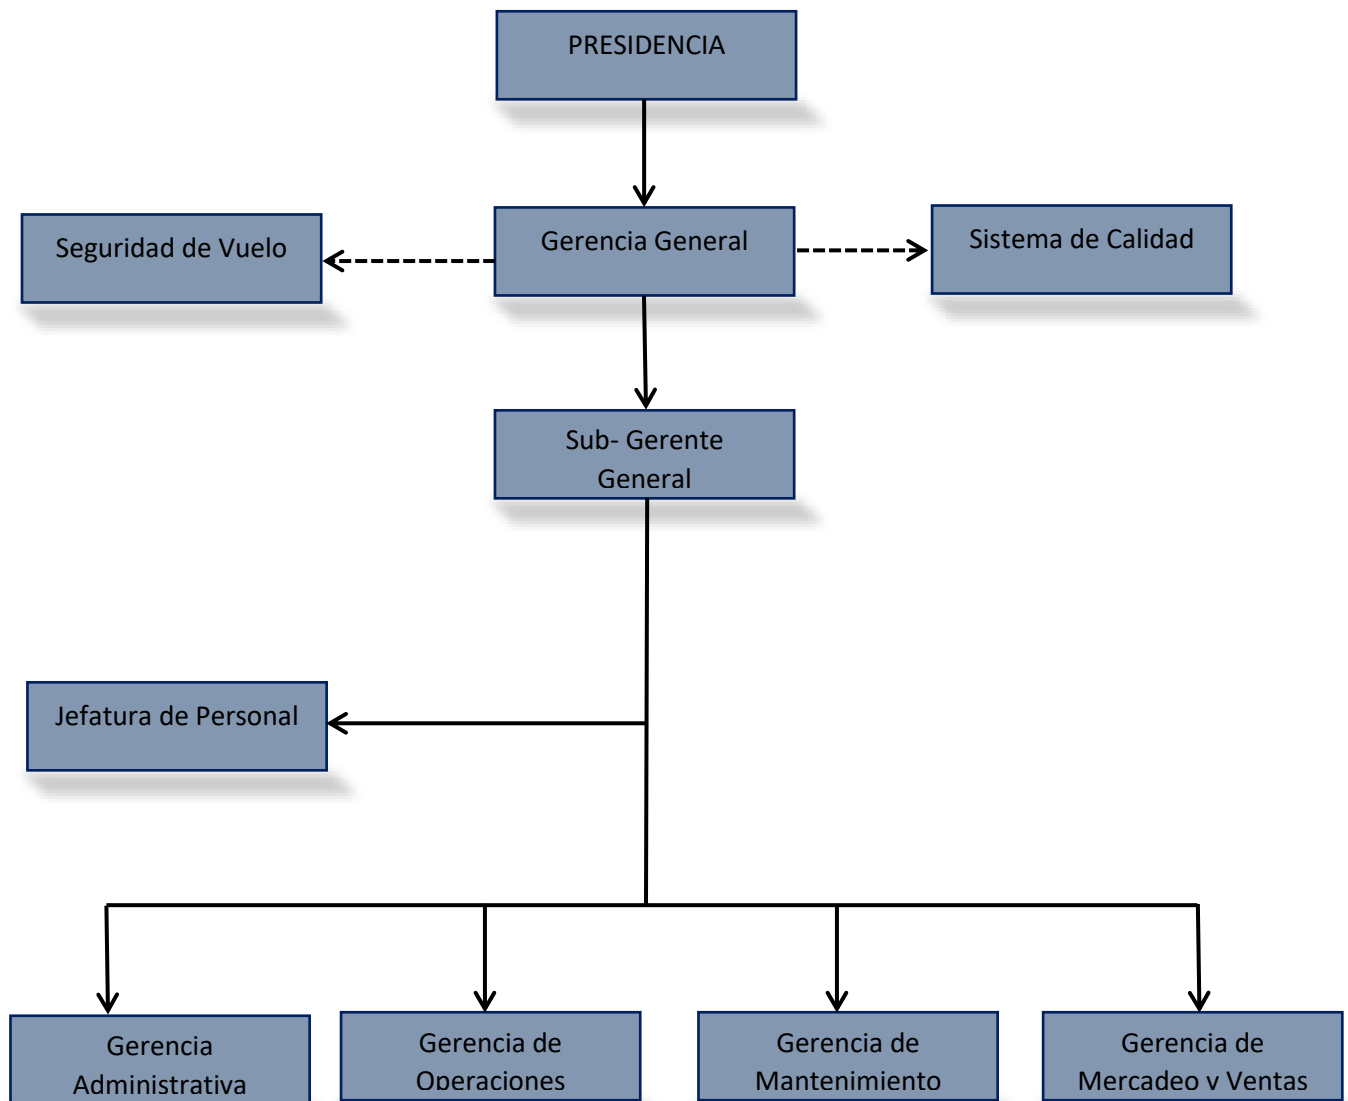 PRESIDENCIA
Seguridad de Vuelo
Gerencia General
Sistema de Calidad
Sub- Gerente
General
Jefatura de Personal
Gerencia
Administrativa
Gerencia de
Operaciones
Gerencia de
Mantenimiento
Gerencia de
Mercadeo y Ventas